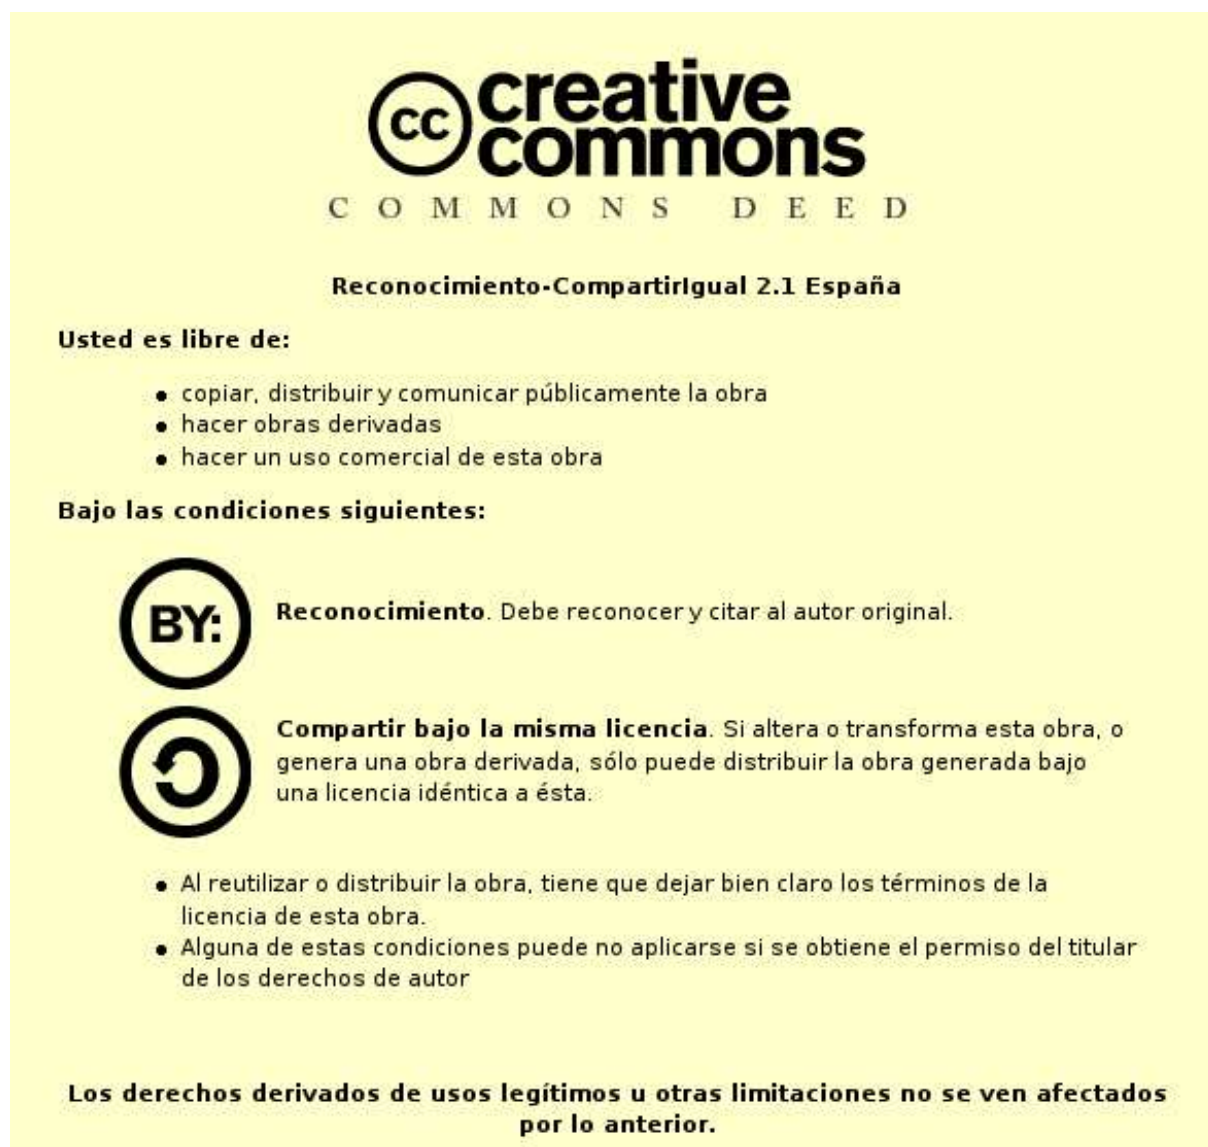 cc creative
commons
COMMONS DEED
Reconocimiento-CompartirIgual 2.1 España
Usted es libre de:
• copiar, distribuir y comunicar públicamente la obra
• hacer obras derivadas
• hacer un uso comercial de esta obra
Bajo las condiciones siguientes:
BY:
Reconocimiento. Debe reconocer y citar al autor original.
Compartir bajo la misma licencia. Si altera o transforma esta obra, o
genera una obra derivada, sólo puede distribuir la obra generada bajo
una licencia idéntica a ésta.
• Al reutilizar o distribuir la obra, tiene que dejar bien claro los términos de la
licencia de esta obra.
• Alguna de estas condiciones puede no aplicarse si se obtiene el permiso del titular
de los derechos de autor
Los derechos derivados de usos legítimos u otras limitaciones no se ven afectados
por lo anterior.